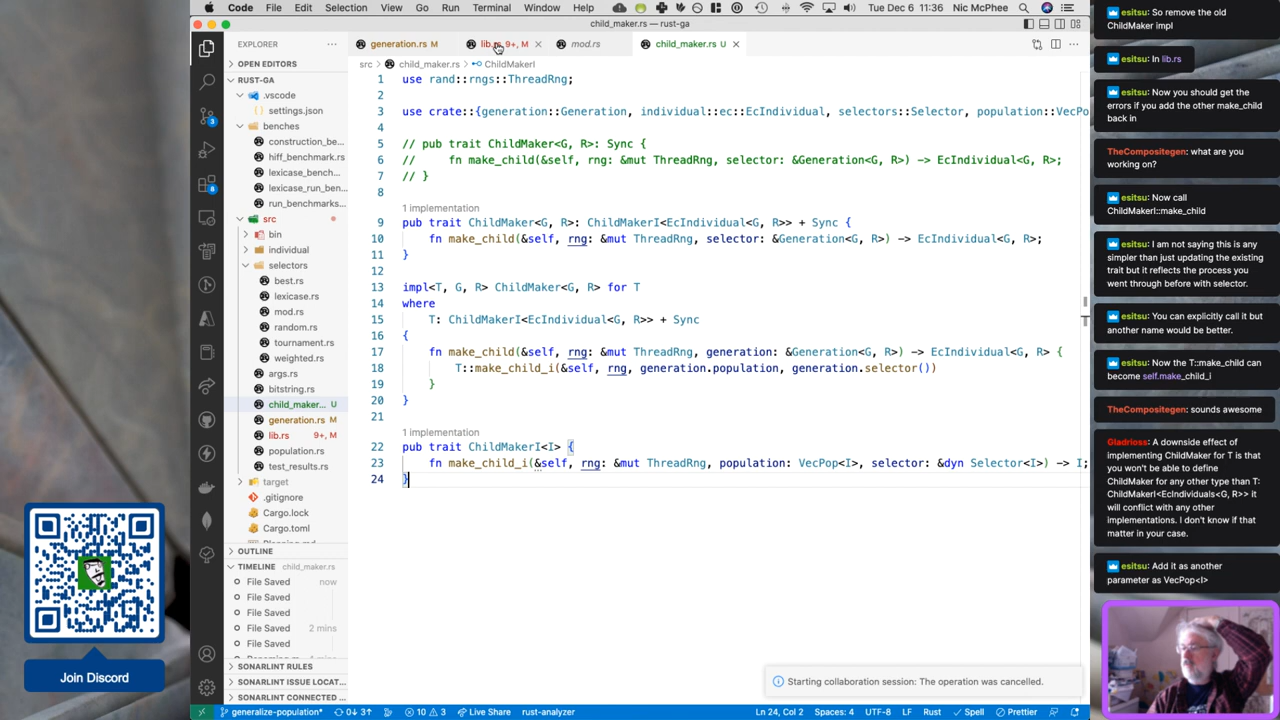 Code File Edit Selection View Go Run Terminal Window Help
Tue Dec 6 11:36 Nic McPhee
child_maker.rs — rust-ga
EXPLORER
OPEN EDITORS
RUST-GA
.vscode
settings.json
benches
construction_be...
hiff_benchmark.rs
lexicase_bench...
lexicase_run_ben...
run_benchmarks...
src
bin
individual
selectors
best.rs
lexicase.rs
mod.rs
random.rs
tournament.rs
weighted.rs
args.rs
bitstring.rs
child_maker... U
generation.rs M
lib.rs 9+, M
population.rs
test_results.rs
target
.gitignore
Cargo.lock
Cargo.toml
OUTLINE
TIMELINE child_maker.rs
File Saved now
File Saved
File Saved
File Saved 2 mins
File Saved
SONARLINT RULES
SONARLINT ISSUE LOCAT...
SONARLINT CONNECTED ...
generation.rs M
lib.rs 9+, M
mod.rs
child_maker.rs U
src > child_maker.rs > ChildMakerI
1 use rand::rngs::ThreadRng;
2
3 use crate::{generation::Generation, individual::ec::EcIndividual, selectors::Selector, population::VecPo
4
5 // pub trait ChildMaker<G, R>: Sync {
6 //     fn make_child(&self, rng: &mut ThreadRng, selector: &Generation<G, R>) -> EcIndividual<G, R>;
7 // }
8
1 implementation
9 pub trait ChildMaker<G, R>: ChildMakerI<EcIndividual<G, R>> + Sync {
10     fn make_child(&self, rng: &mut ThreadRng, selector: &Generation<G, R>) -> EcIndividual<G, R>;
11 }
12
13 impl<T, G, R> ChildMaker<G, R> for T
14 where
15     T: ChildMakerI<EcIndividual<G, R>> + Sync
16 {
17     fn make_child(&self, rng: &mut ThreadRng, generation: &Generation<G, R>) -> EcIndividual<G, R> {
18         T::make_child_i(&self, rng, generation.population, generation.selector())
19     }
20 }
21
1 implementation
22 pub trait ChildMakerI<I> {
23     fn make_child_i(&self, rng: &mut ThreadRng, population: VecPop<I>, selector: &dyn Selector<I>) -> I;
24 }
Starting collaboration session: The operation was cancelled.
generalize-population* 0↓ 3↑ 10 3 Live Share rust-analyzer
Ln 24, Col 2 Spaces: 4 UTF-8 LF Rust Spell Prettier
3
8
Join Discord
esitsu: So remove the old
ChildMaker impl
esitsu: In lib.rs
esitsu: Now you should get the
errors if you add the other make_child
back in
TheCompositegen: what are you
working on?
esitsu: Now call
ChildMakerI::make_child
esitsu: I am not saying this is any
simpler than just updating the existing
trait but it reflects the process you
went through before with selector.
esitsu: You can explicitly call it but
another name would be better.
esitsu: Now the T::make_child can
become self.make_child_i
TheCompositegen: sounds awesome
Gladrioss: A downside effect of
implementing ChildMaker for T is that
you won't be able to define
ChildMaker for any other type than T:
ChildMakerI<EcIndividuals<G, R>> it
will conflict with any other
implementations. I don't know if that
matter in your case.
esitsu: Add it as another
parameter as VecPop<I>